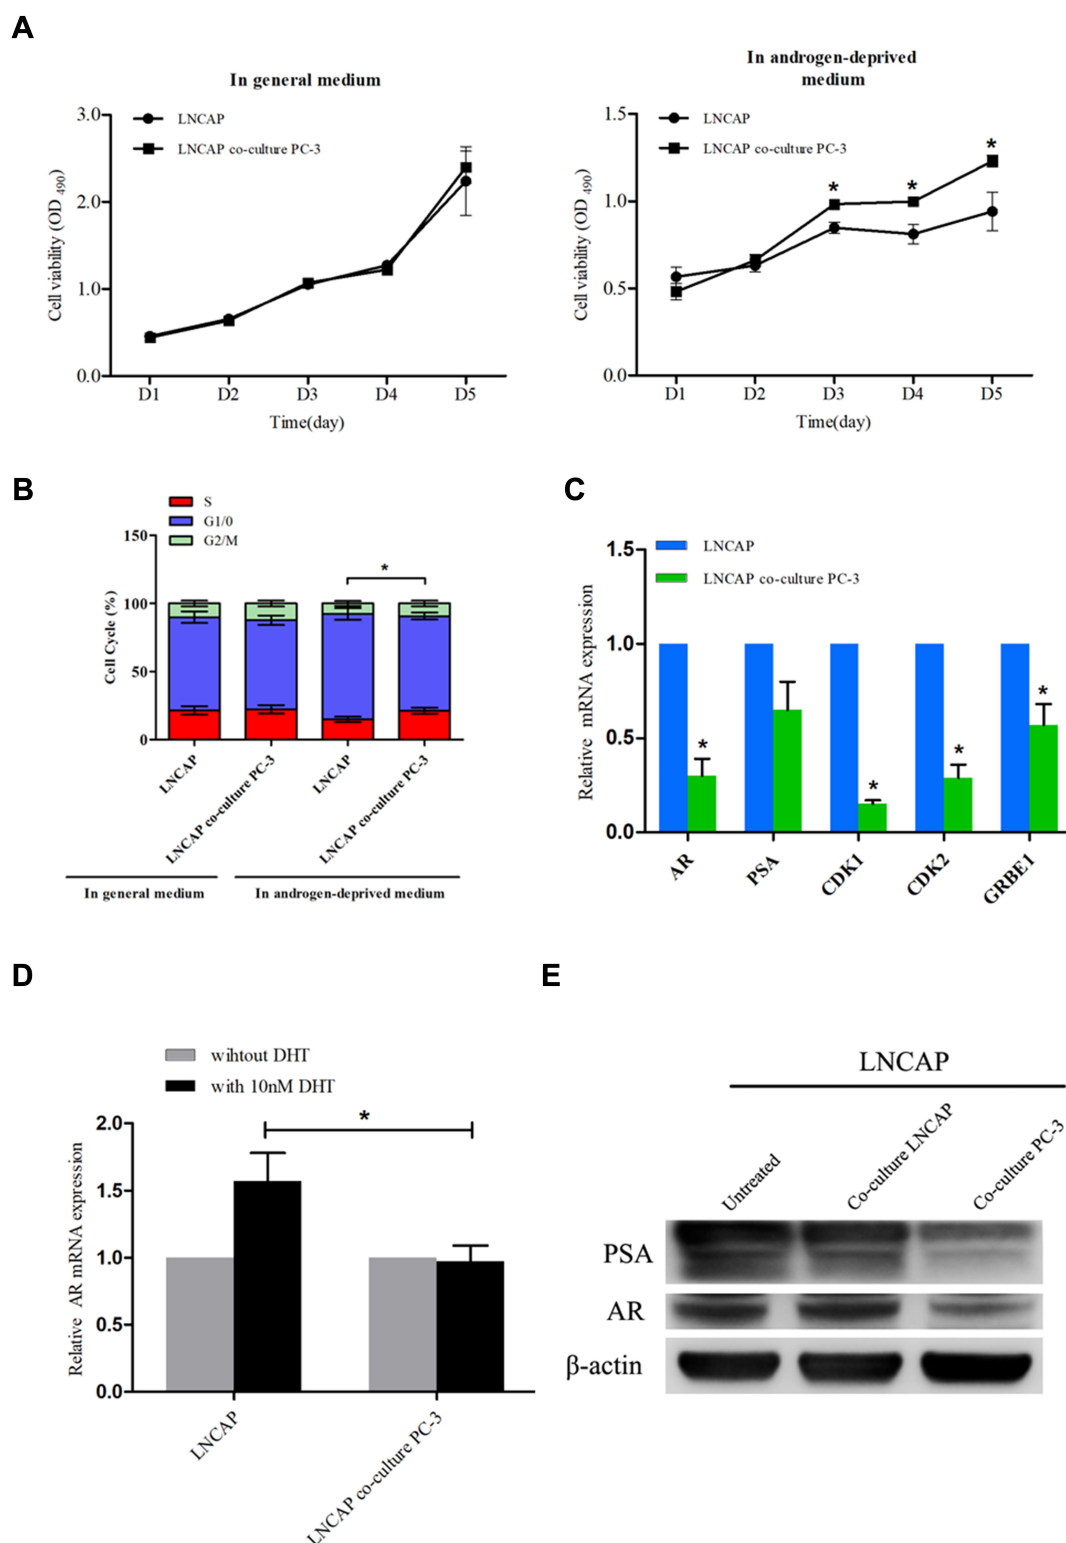 A
In general medium
LNCAP
LNCAP co-culture PC-3
3.0
2.0
1.0
0.0
Cell viability (OD 490)
D1 D2 D3 D4 D5
Time(day)
In androgen-deprived
medium
LNCAP
LNCAP co-culture PC-3
1.5
1.0
0.5
0.0
Cell viability (OD 490)
* * *
D1 D2 D3 D4 D5
Time(day)
B
S
G1/0
G2/M
150
100
50
0
Cell Cycle (%)
*
LNCAP
LNCAP co-culture PC-3
LNCAP
LNCAP co-culture PC-3
In general medium
In androgen-deprived medium
C
LNCAP
LNCAP co-culture PC-3
1.5
1.0
0.5
0.0
Relative mRNA expression
* * * *
AR
PSA
CDK1
CDK2
GRBE1
D
wihtout DHT
with 10nM DHT
2.0
1.5
1.0
0.5
0.0
Relative AR mRNA expression
*
LNCAP
LNCAP co-culture PC-3
E
LNCAP
Untreated
Co-culture LNCAP
Co-culture PC-3
PSA
AR
β-actin